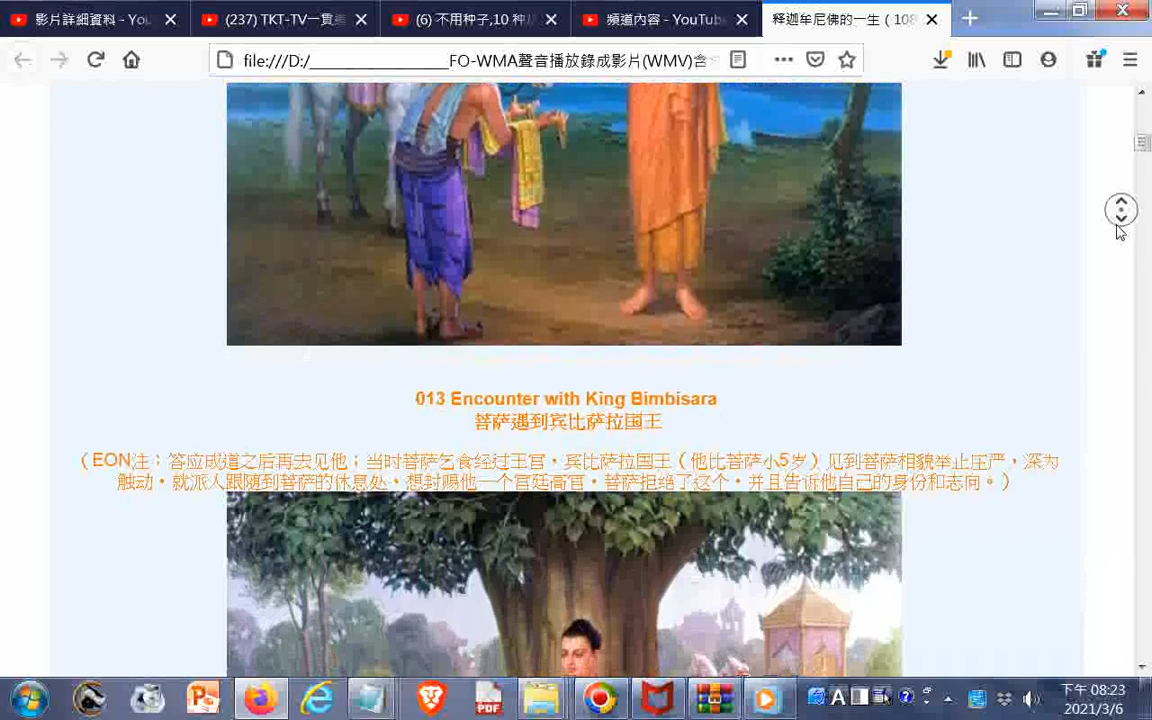 影片詳細資料 - You
(237) TKT-TV一貫
(6) 不用种子,10 种
頻道內容 - YouTub
释迦牟尼佛的一生（108
file:///D:/________________FO-WMA聲音播放錄成影片(WMV)含
013 Encounter with King Bimbisara
菩萨遇到宾比萨拉国王
（EON注：答应成道之后再去见他；当时菩萨乞食经过王宫，宾比萨拉国王（他比菩萨小5岁）见到菩萨相貌举止庄严，深为
触动，就派人跟随到菩萨的休息处、想封赐他一个宫廷高官，菩萨拒绝了这个，并且告诉他自己的身份和志向。）
PDF
A
下午 08:23
2021/3/6